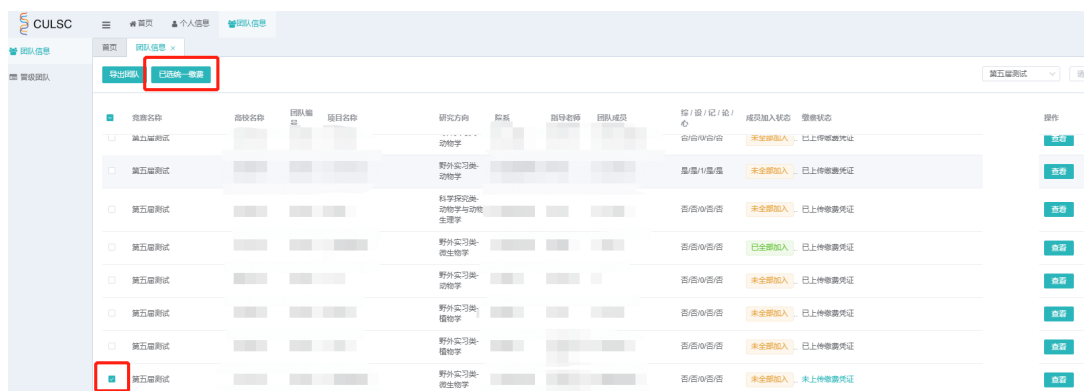 CULSC
首页 个人信息 团队信息
团队信息
晋级团队
首页 团队信息 ×
导出团队 已选统一缴费 第五届测试
竞赛名称 高校名称 团队编号 项目名称 研究方向 院系 指导老师 团队成员 综/设/记/论/心 成员加入状态 缴费状态 操作
第五届测试 动物学 否/否/0/否/否 未全部加入 已上传缴费凭证 查看
第五届测试 野外实习类-动物学 是/是/1/是/是 未全部加入 已上传缴费凭证 查看
第五届测试 科学探究类-动物学与动物生理学 否/否/0/否/否 未全部加入 已上传缴费凭证 查看
第五届测试 野外实习类-微生物学 否/否/0/否/否 已全部加入 已上传缴费凭证 查看
第五届测试 野外实习类-动物学 否/否/0/否/否 未全部加入 已上传缴费凭证 查看
第五届测试 野外实习类-植物学 否/否/0/否/否 未全部加入 已上传缴费凭证 查看
第五届测试 野外实习类-植物学 否/否/0/否/否 未全部加入 已上传缴费凭证 查看
第五届测试 野外实习类-微生物学 否/否/0/否/否 未全部加入 未上传缴费凭证 查看